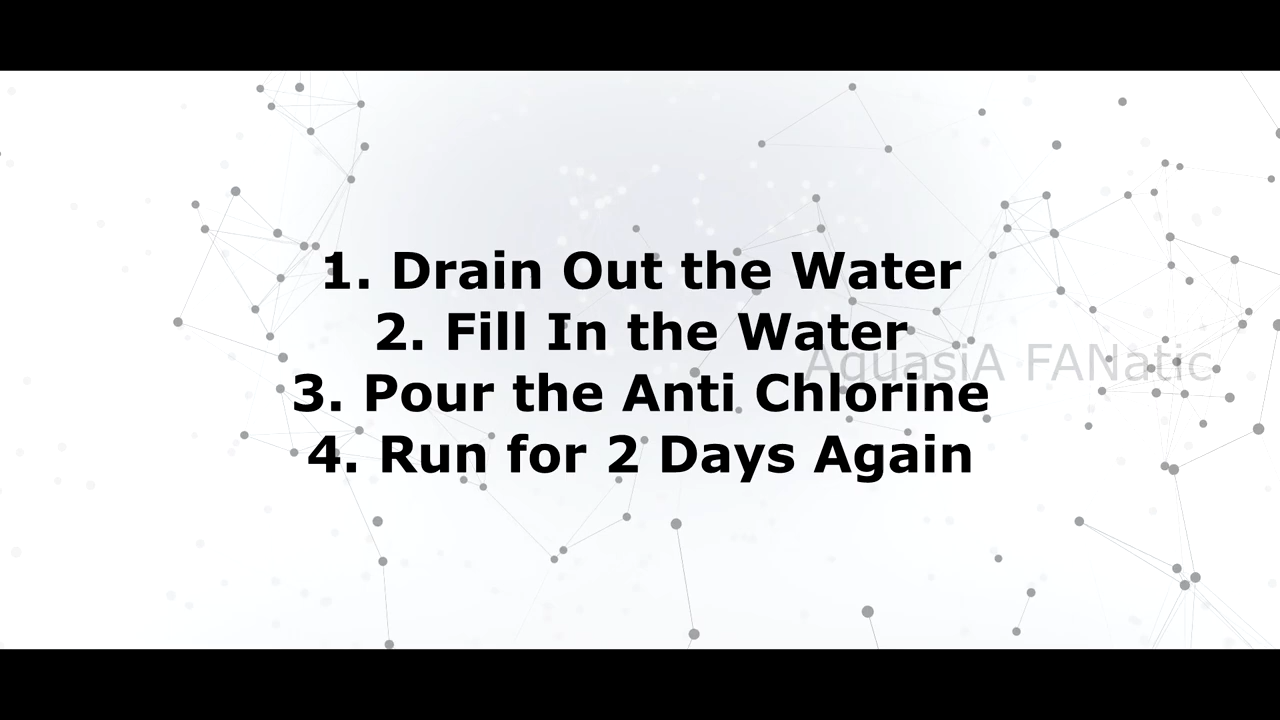 1. Drain Out the Water
2. Fill In the Water
AquasiA FANatic
3. Pour the Anti Chlorine
4. Run for 2 Days Again